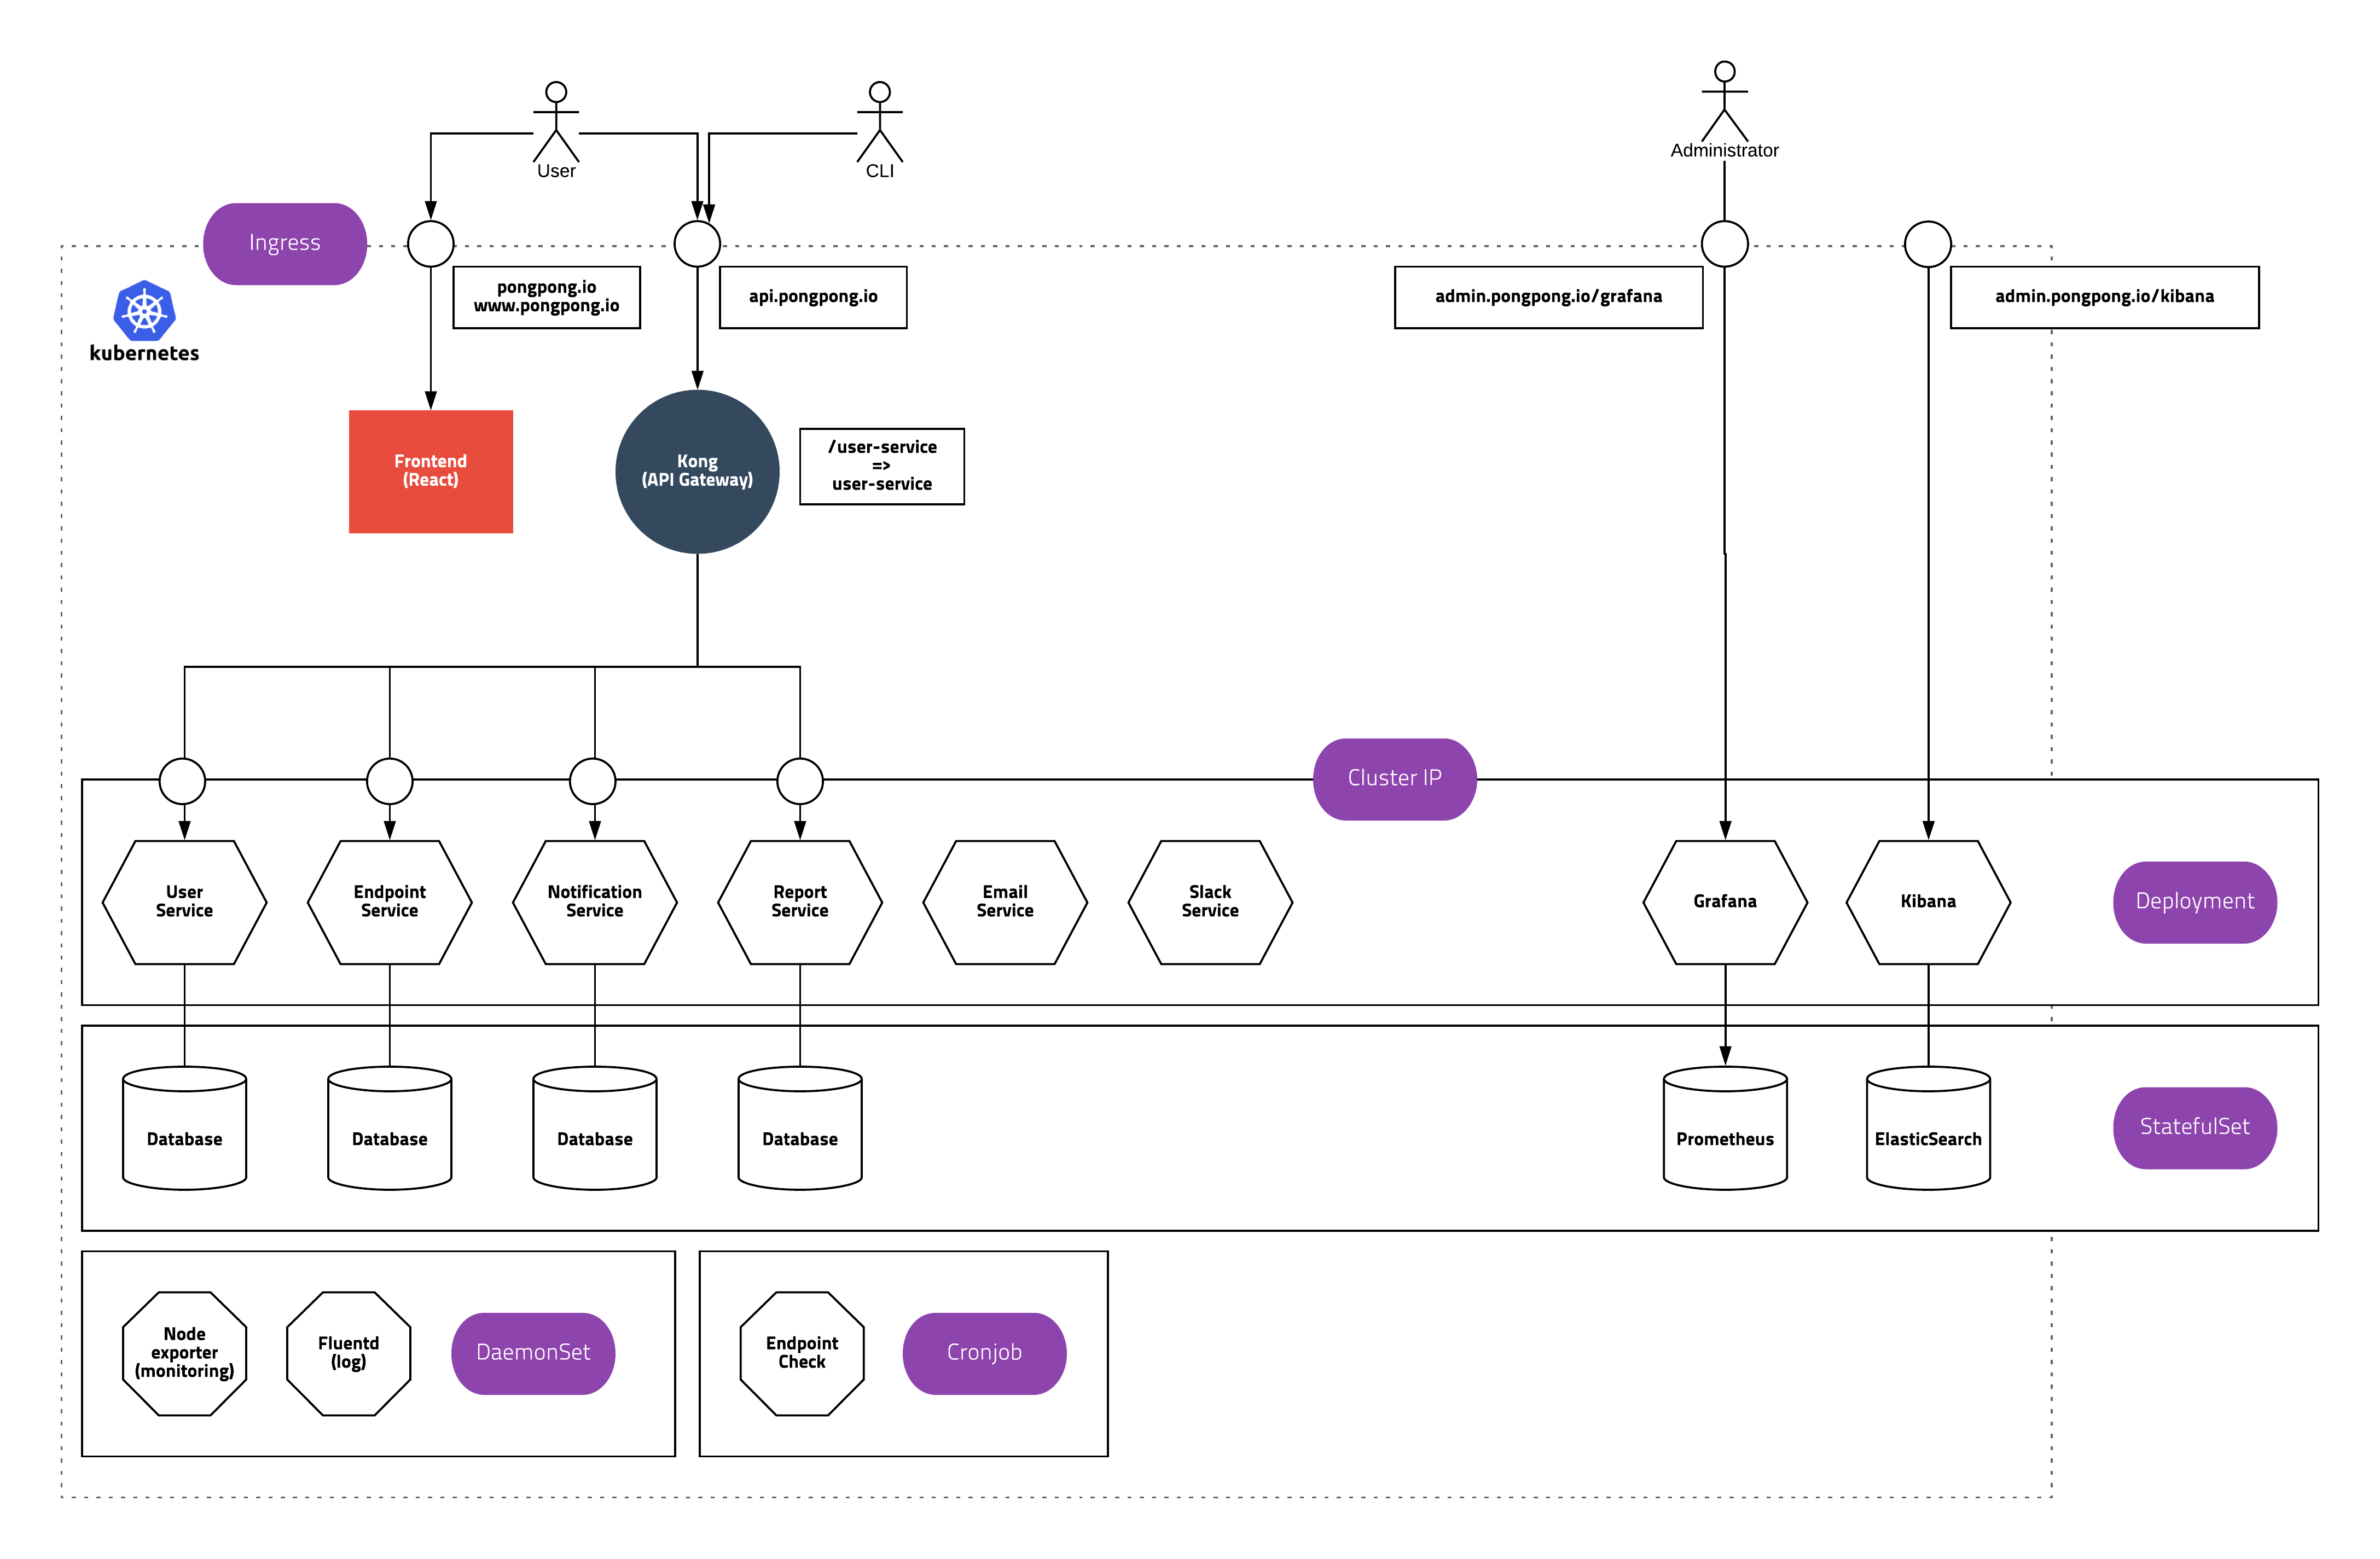 User
CLI
Administrator
Ingress
kubernetes
pongpong.io
www.pongpong.io
api.pongpong.io
admin.pongpong.io/grafana
admin.pongpong.io/kibana
Frontend
(React)
Kong
(API Gateway)
/user-service
=>
user-service
Cluster IP
User
Service
Endpoint
Service
Notification
Service
Report
Service
Email
Service
Slack
Service
Grafana
Kibana
Deployment
Database
Database
Database
Database
Prometheus
ElasticSearch
StatefulSet
Node
exporter
(monitoring)
Fluentd
(log)
DaemonSet
Endpoint
Check
Cronjob